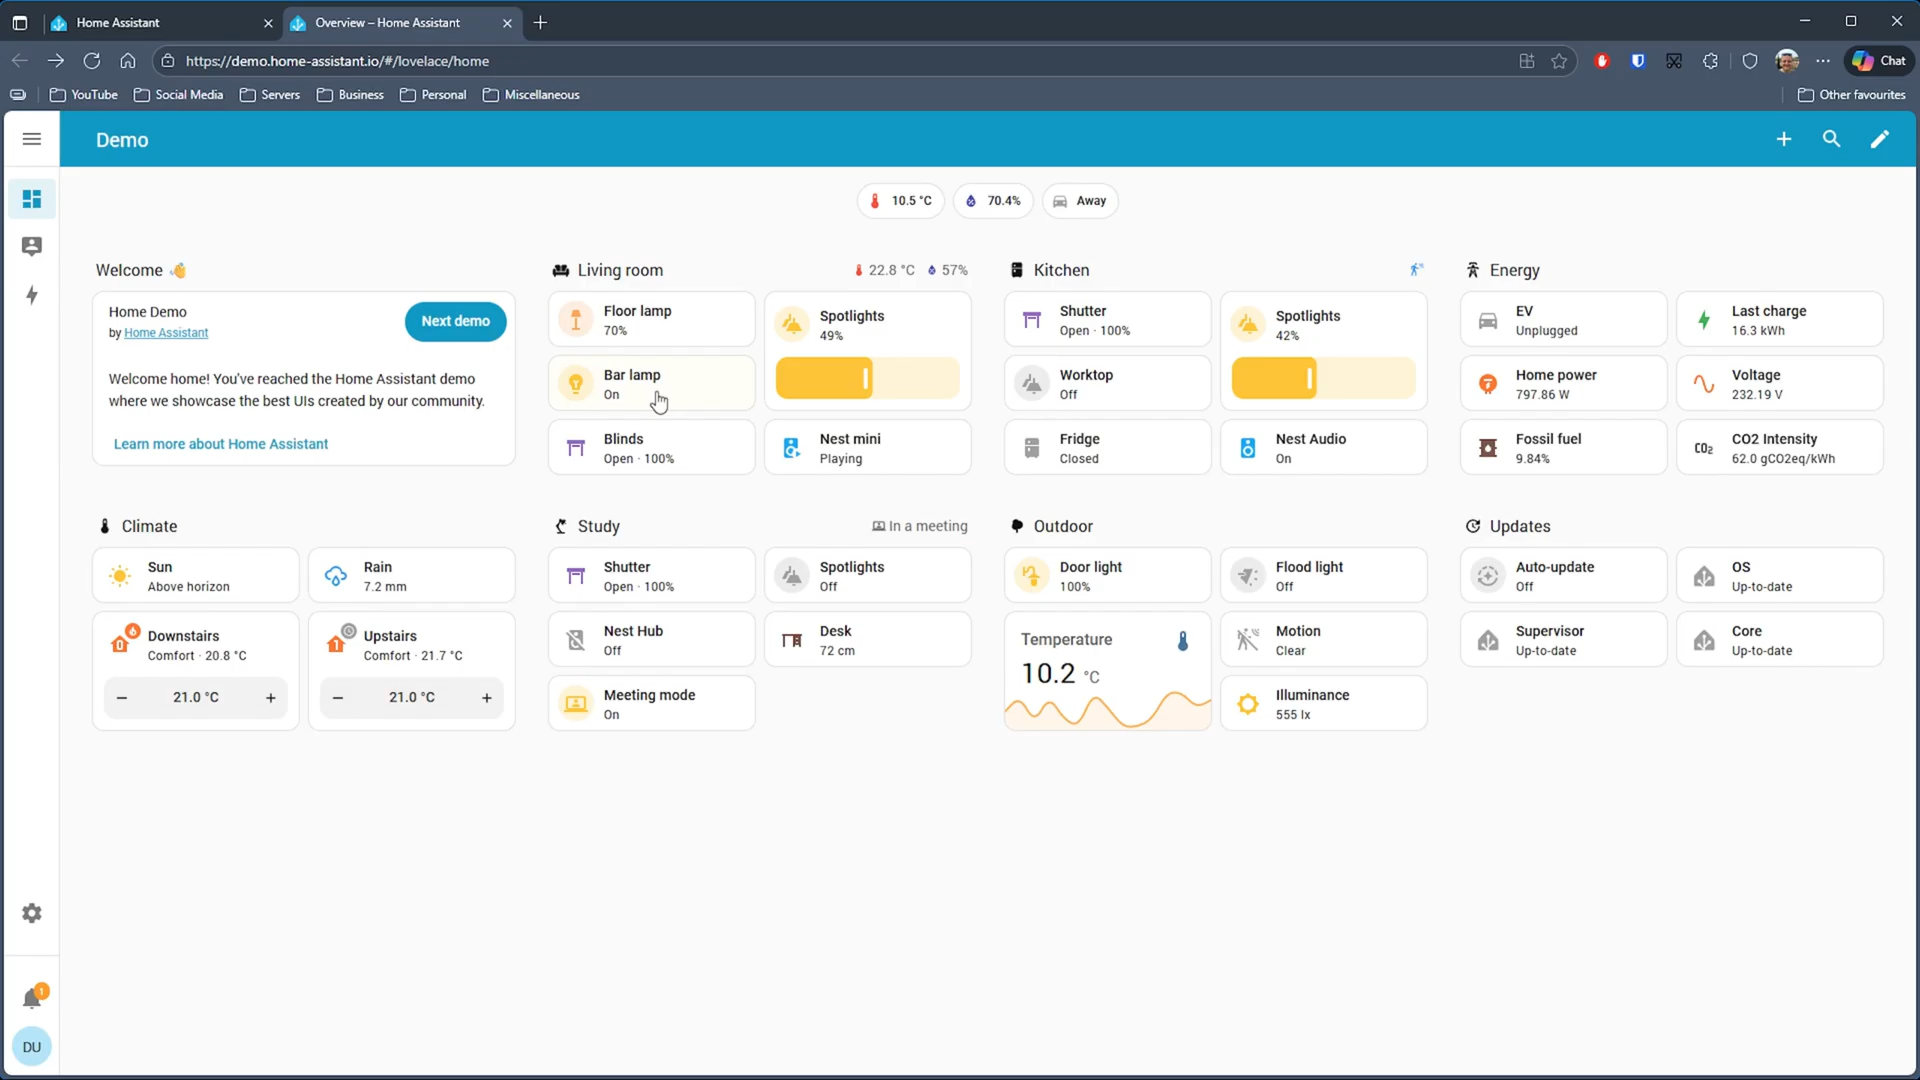 Home Assistant
Overview – Home Assistant
https://demo.home-assistant.io/#/lovelace/home
Chat
YouTube
Social Media
Servers
Business
Personal
Miscellaneous
Other favourites
Demo
10.5 °C
70.4%
Away
Welcome 👋
Home Demo
by Home Assistant
Next demo
Welcome home! You've reached the Home Assistant demo
where we showcase the best UIs created by our community.
Learn more about Home Assistant
Living room
22.8 °C
57%
Floor lamp
70%
Spotlights
49%
Bar lamp
On
Blinds
Open · 100%
Nest mini
Playing
Kitchen
Shutter
Open · 100%
Spotlights
42%
Worktop
Off
Fridge
Closed
Nest Audio
On
Energy
EV
Unplugged
Last charge
16.3 kWh
Home power
797.86 W
Voltage
232.19 V
Fossil fuel
9.84%
CO2
CO2 Intensity
62.0 gCO2eq/kWh
Climate
Sun
Above horizon
Rain
7.2 mm
0
Downstairs
Comfort · 20.8 °C
− 21.0 °C +
1
Upstairs
Comfort · 21.7 °C
− 21.0 °C +
Study
In a meeting
Shutter
Open · 100%
Spotlights
Off
Nest Hub
Off
Desk
72 cm
Meeting mode
On
Outdoor
Door light
100%
Flood light
Off
Temperature
10.2 °C
Motion
Clear
Illuminance
555 lx
Updates
Auto-update
Off
OS
Up-to-date
Supervisor
Up-to-date
Core
Up-to-date
1
DU